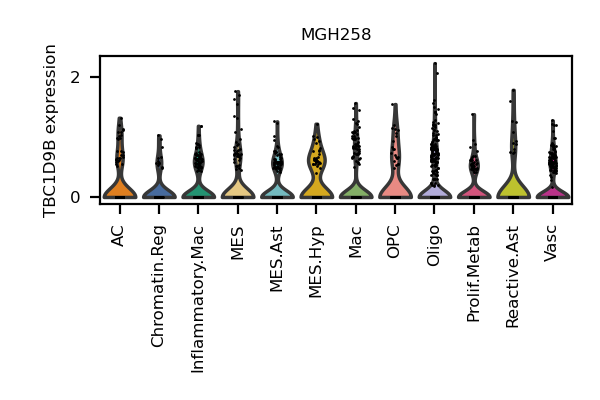 MGH258
TBC1D9B expression
2
0
AC
Chromatin.Reg
Inflammatory.Mac
MES
MES.Ast
MES.Hyp
Mac
OPC
Oligo
Prolif.Metab
Reactive.Ast
Vasc